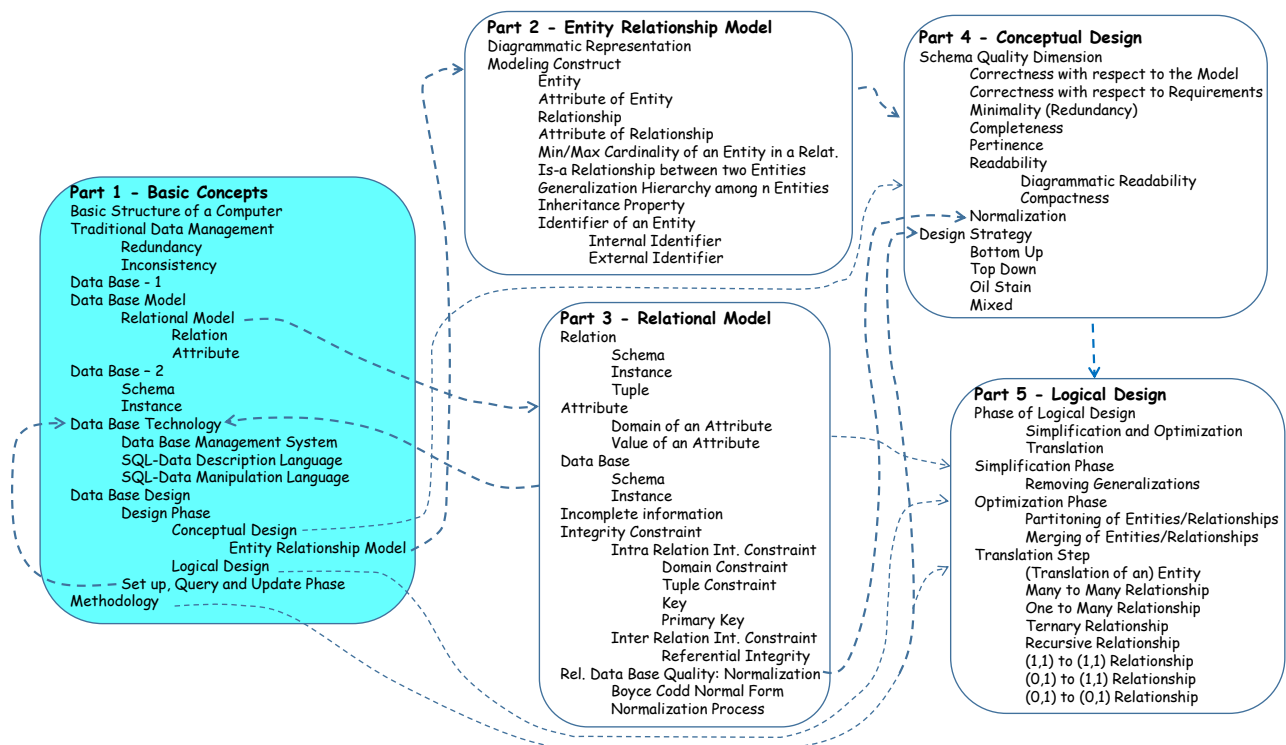 Part 1 - Basic Concepts
Basic Structure of a Computer
Traditional Data Management
Redundancy
Inconsistency
Data Base - 1
Data Base Model
Relational Model
Relation
Attribute
Data Base – 2
Schema
Instance
Data Base Technology
Data Base Management System
SQL-Data Description Language
SQL-Data Manipulation Language
Data Base Design
Design Phase
Conceptual Design
Entity Relationship Model
Logical Design
Set up, Query and Update Phase
Methodology
Part 2 - Entity Relationship Model
Diagrammatic Representation
Modeling Construct
Entity
Attribute of Entity
Relationship
Attribute of Relationship
Min/Max Cardinality of an Entity in a Relat.
Is-a Relationship between two Entities
Generalization Hierarchy among n Entities
Inheritance Property
Identifier of an Entity
Internal Identifier
External Identifier
Part 3 - Relational Model
Relation
Schema
Instance
Tuple
Attribute
Domain of an Attribute
Value of an Attribute
Data Base
Schema
Instance
Incomplete information
Integrity Constraint
Intra Relation Int. Constraint
Domain Constraint
Tuple Constraint
Key
Primary Key
Inter Relation Int. Constraint
Referential Integrity
Rel. Data Base Quality: Normalization
Boyce Codd Normal Form
Normalization Process
Part 4 - Conceptual Design
Schema Quality Dimension
Correctness with respect to the Model
Correctness with respect to Requirements
Minimality (Redundancy)
Completeness
Pertinence
Readability
Diagrammatic Readability
Compactness
Normalization
Design Strategy
Bottom Up
Top Down
Oil Stain
Mixed
Part 5 - Logical Design
Phase of Logical Design
Simplification and Optimization
Translation
Simplification Phase
Removing Generalizations
Optimization Phase
Partitoning of Entities/Relationships
Merging of Entities/Relationships
Translation Step
(Translation of an) Entity
Many to Many Relationship
One to Many Relationship
Ternary Relationship
Recursive Relationship
(1,1) to (1,1) Relationship
(0,1) to (1,1) Relationship
(0,1) to (0,1) Relationship